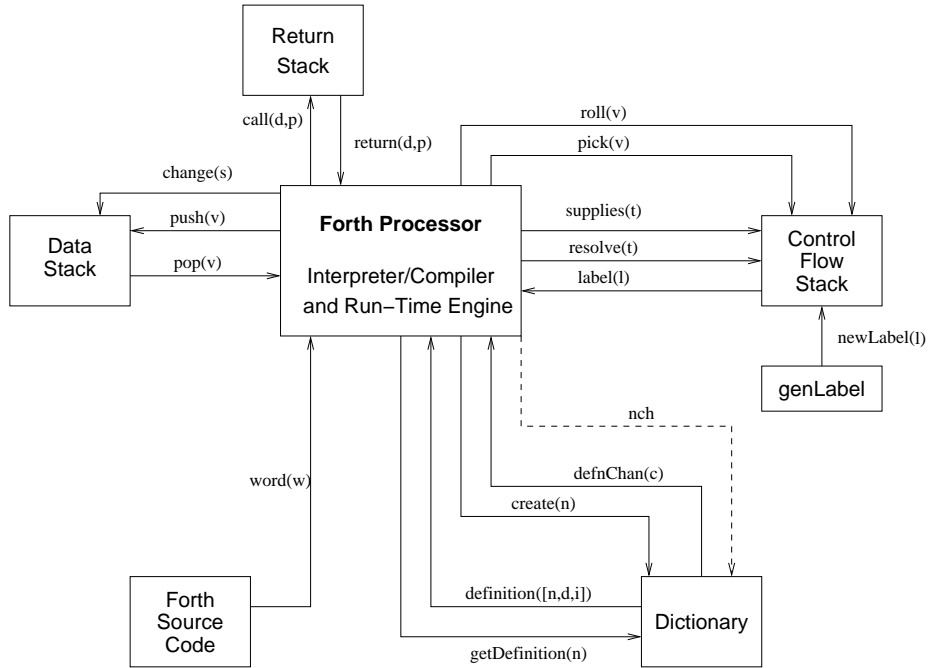 Return
Stack
call(d,p)
return(d,p)
roll(v)
pick(v)
change(s)
push(v)
pop(v)
Data
Stack
Forth Processor
Interpreter/Compiler
and Run−Time Engine
supplies(t)
resolve(t)
label(l)
Control
Flow
Stack
newLabel(l)
genLabel
nch
word(w)
defnChan(c)
create(n)
definition([n,d,i])
getDefinition(n)
Forth
Source
Code
Dictionary